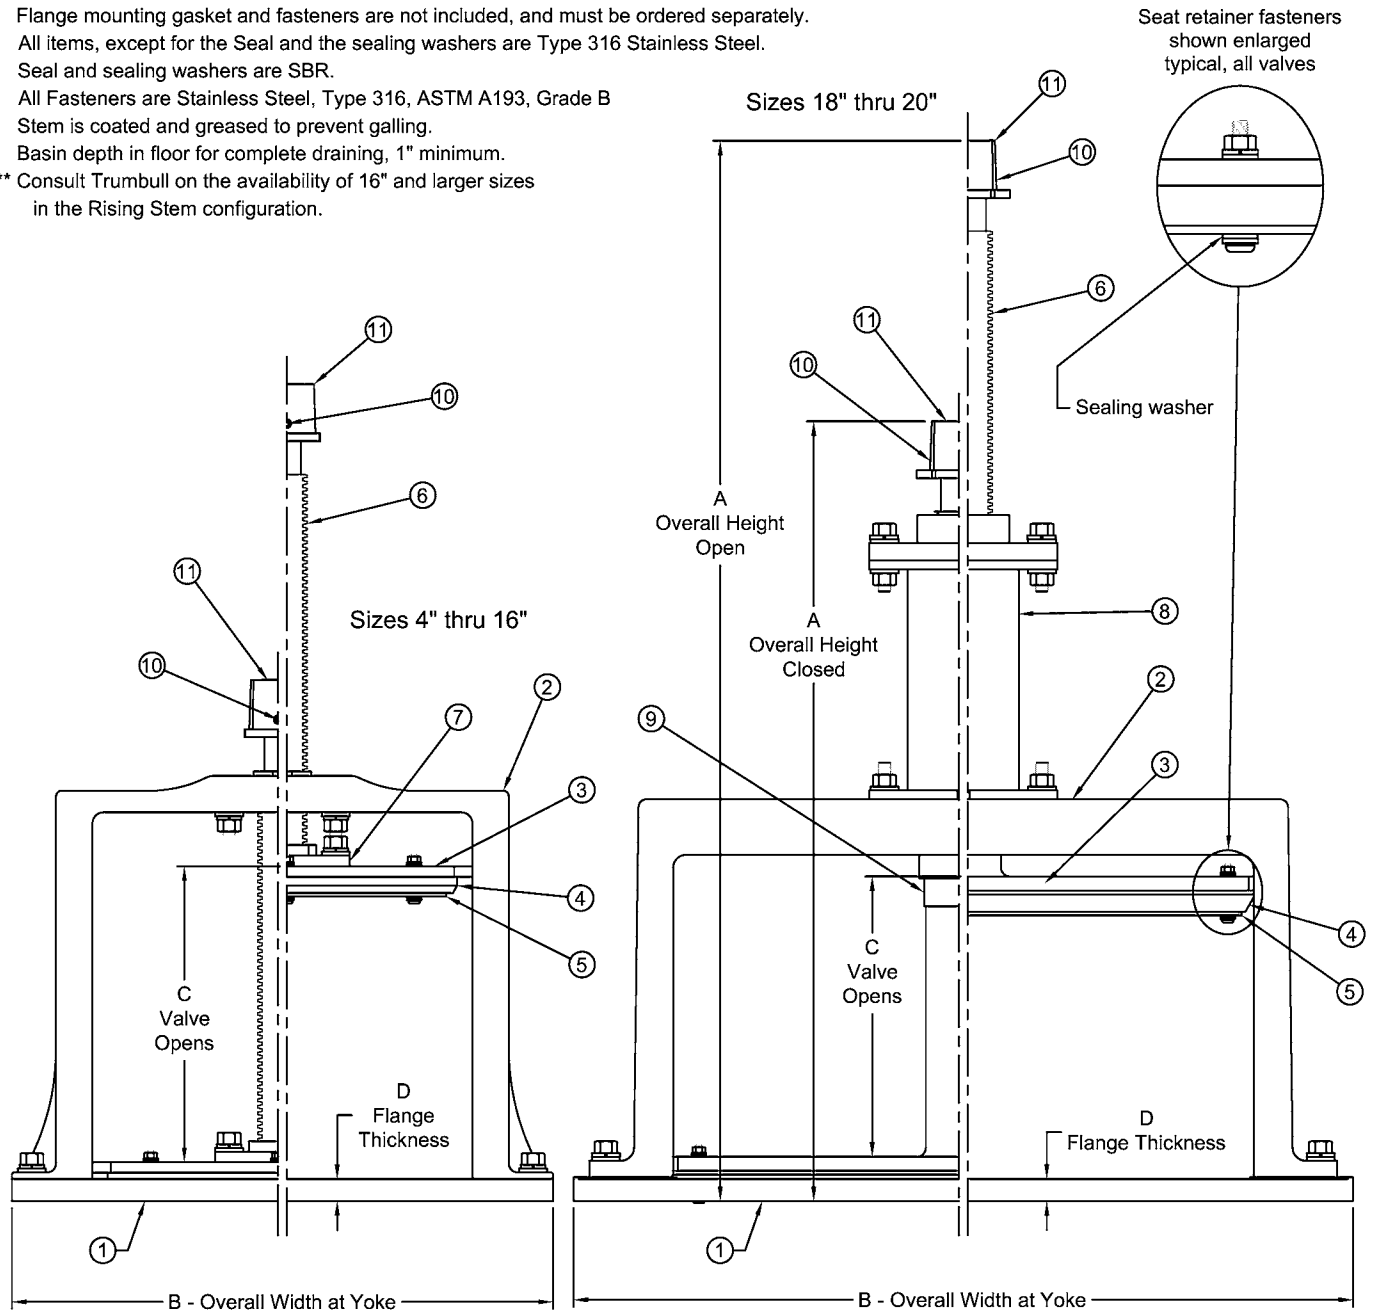 Flange mounting gasket and fasteners are not included, and must be ordered separately.
All items, except for the Seal and the sealing washers are Type 316 Stainless Steel.
Seal and sealing washers are SBR.
All Fasteners are Stainless Steel, Type 316, ASTM A193, Grade B
Stem is coated and greased to prevent galling.
Basin depth in floor for complete draining, 1" minimum.
** Consult Trumbull on the availability of 16" and larger sizes
in the Rising Stem configuration.
Seat retainer fasteners
shown enlarged
typical, all valves
Sizes 18" thru 20"
11
10
6
11
10
Sealing washer
A
Overall Height
Open
A
Overall Height
Closed
8
2
9
3
C
Valve
Opens
4
5
D
Flange Thickness
1
B - Overall Width at Yoke
11
10
6
Sizes 4" thru 16"
11
10
2
7
3
4
5
C
Valve
Opens
D
Flange
Thickness
1
B - Overall Width at Yoke